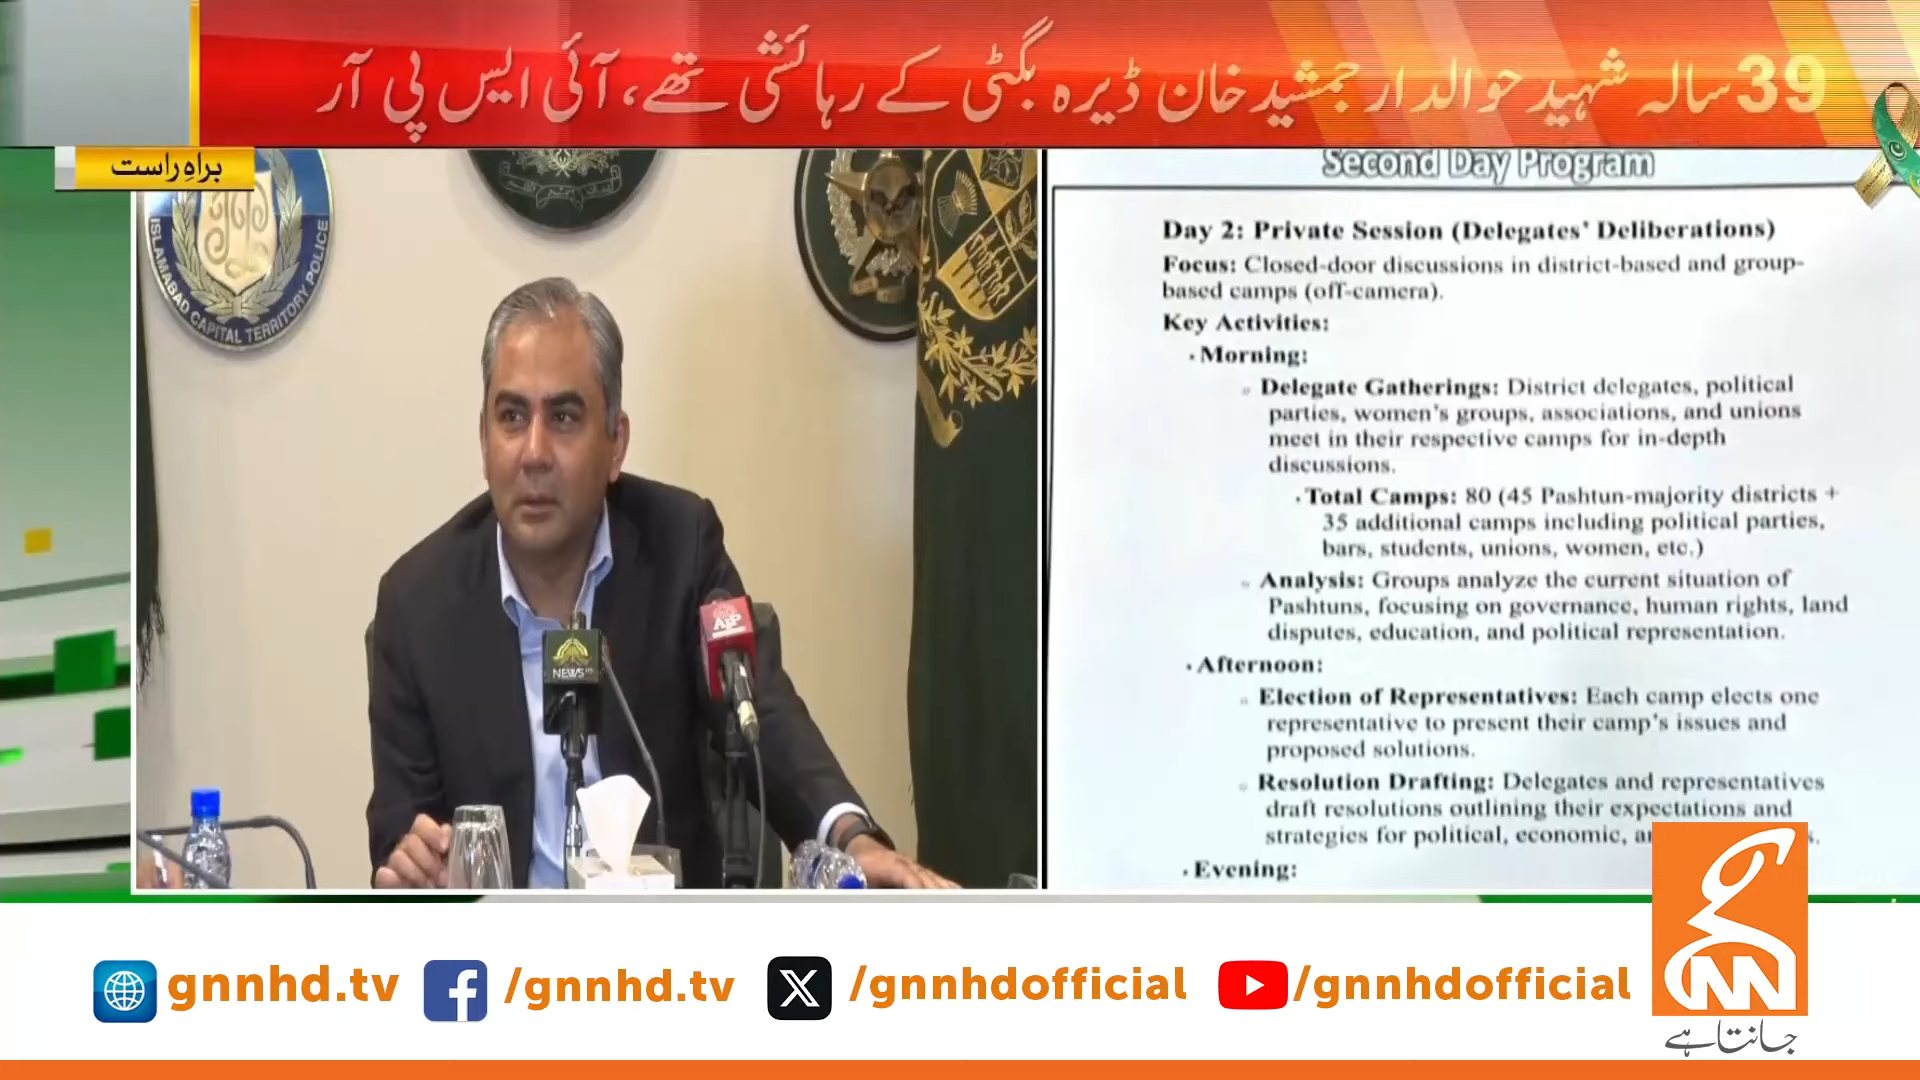 39 سالہ شہید حوالدار جمشید خان ڈیرہ بگٹی کے رہائشی تھے، آئی ایس پی آر
براہِ راست
ISLAMABAD CAPITAL TERRITORY POLICE
NEWS
APP
Second Day Program
Day 2: Private Session (Delegates' Deliberations)
Focus: Closed-door discussions in district-based and group-
based camps (off-camera).
Key Activities:
• Morning:
○ Delegate Gatherings: District delegates, political
parties, women's groups, associations, and unions
meet in their respective camps for in-depth
discussions.
• Total Camps: 80 (45 Pashtun-majority districts +
35 additional camps including political parties,
bars, students, unions, women, etc.)
○ Analysis: Groups analyze the current situation of
Pashtuns, focusing on governance, human rights, land
disputes, education, and political representation.
• Afternoon:
○ Election of Representatives: Each camp elects one
representative to present their camp's issues and
proposed solutions.
○ Resolution Drafting: Delegates and representatives
draft resolutions outlining their expectations and
strategies for political, economic,
• Evening:
gnnhd.tv
/gnnhd.tv
/gnnhdofficial
/gnnhdofficial
GNN
جانتا ہے